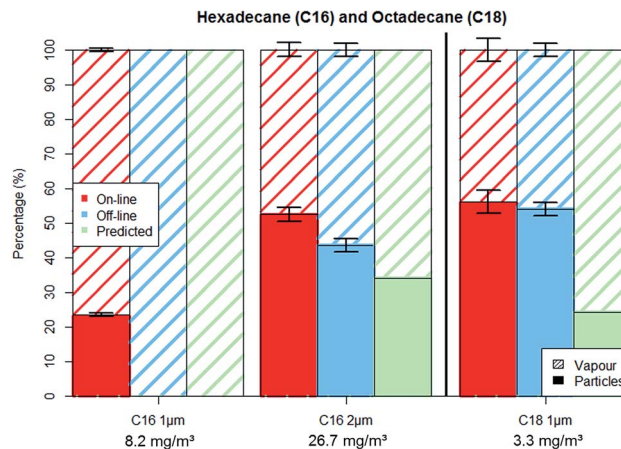 Hexadecane (C16) and Octadecane (C18)
Percentage (%)
100
90
80
70
60
50
40
30
20
10
0
On-line
Off-line
Predicted
Vapour
Particles
C16 1µm
C16 2µm
C18 1µm
8.2 mg/m³
26.7 mg/m³
3.3 mg/m³